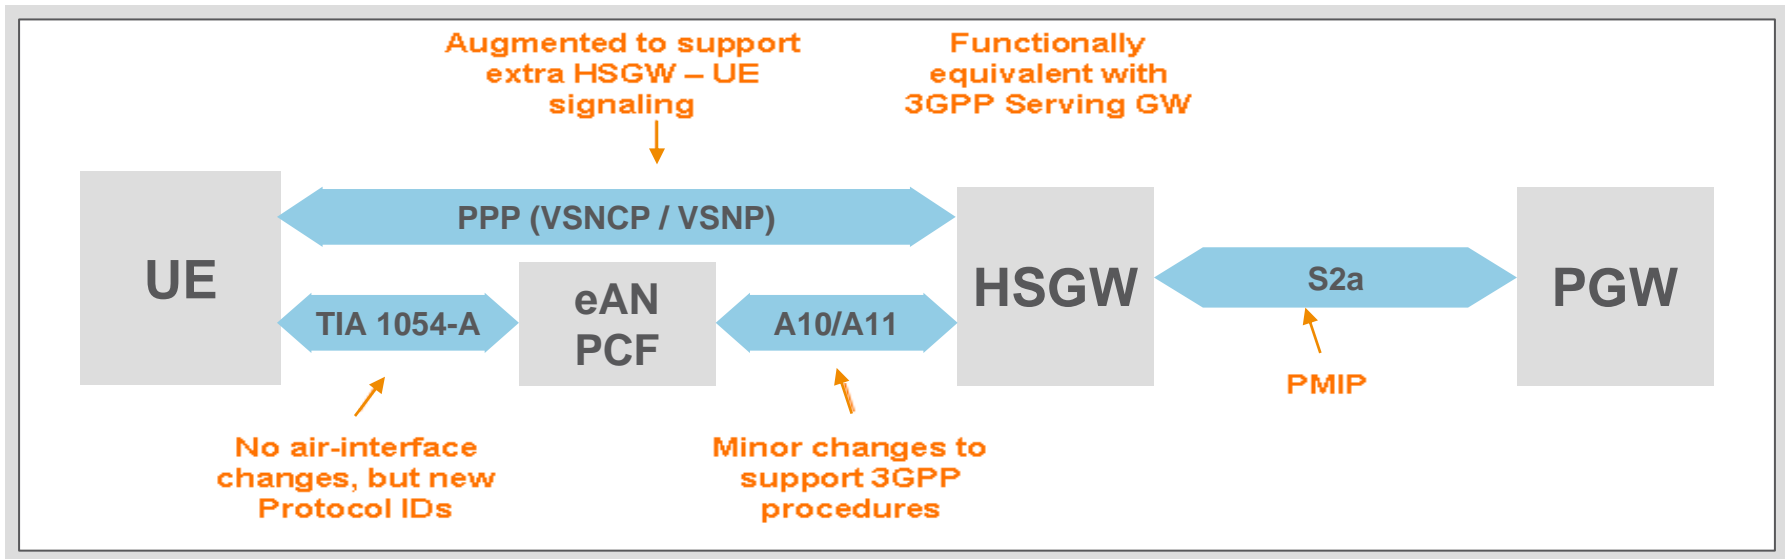 Augmented to support
extra HSGW – UE
signaling
Functionally
equivalent with
3GPP Serving GW
UE
PPP (VSNCP / VSNP)
TIA 1054-A
eAN
PCF
A10/A11
HSGW
S2a
PGW
PMIP
No air-interface
changes, but new
Protocol IDs
Minor changes to
support 3GPP
procedures